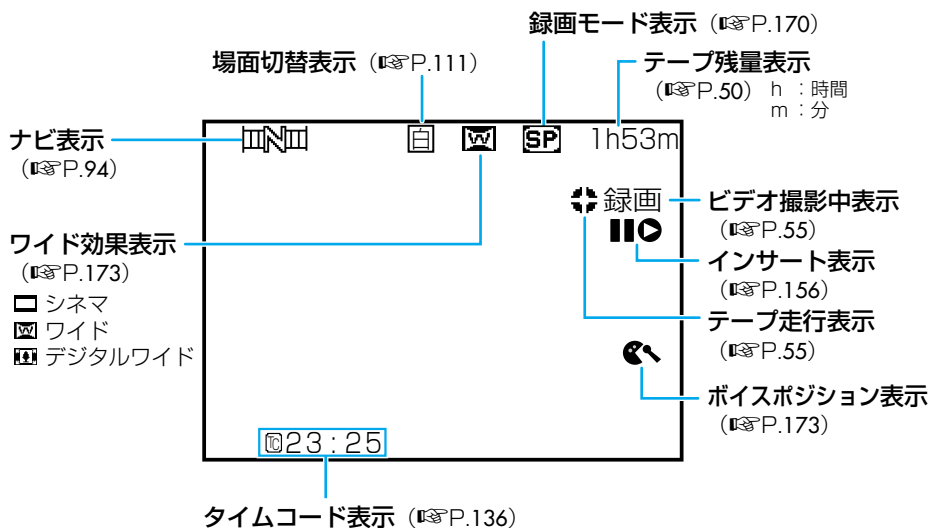 録画モード表示（☞P.170）
場面切替表示（☞P.111）
テープ残量表示
（☞P.50） h ：時間
m ：分
ナビ表示
（☞P.94）
N 白 W SP 1h53m
録画
ワイド効果表示
（☞P.173）
シネマ
W ワイド
デジタルワイド
ビデオ撮影中表示
（☞P.55）
インサート表示
（☞P.156）
テープ走行表示
（☞P.55）
ボイスポジション表示
（☞P.173）
TC 23:25
タイムコード表示（☞P.136）